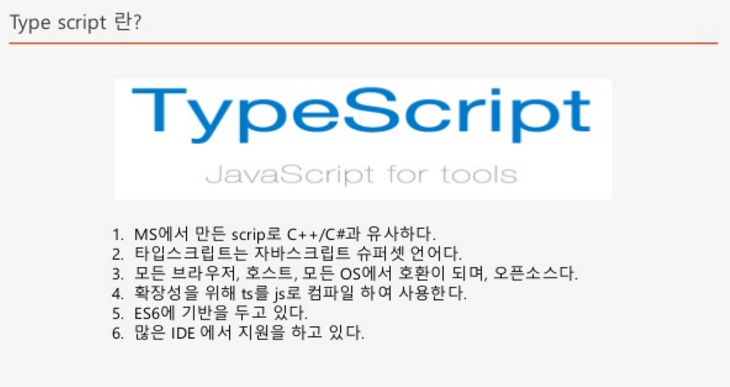 Type script 란?
TypeScript
JavaScript for tools
1. MS에서 만든 scrip로 C++/C#과 유사하다.
2. 타입스크립트는 자바스크립트 슈퍼셋 언어다.
3. 모든 브라우저, 호스트, 모든 OS에서 호환이 되며, 오픈소스다.
4. 확장성을 위해 ts를 js로 컴파일 하여 사용한다.
5. ES6에 기반을 두고 있다.
6. 많은 IDE 에서 지원을 하고 있다.